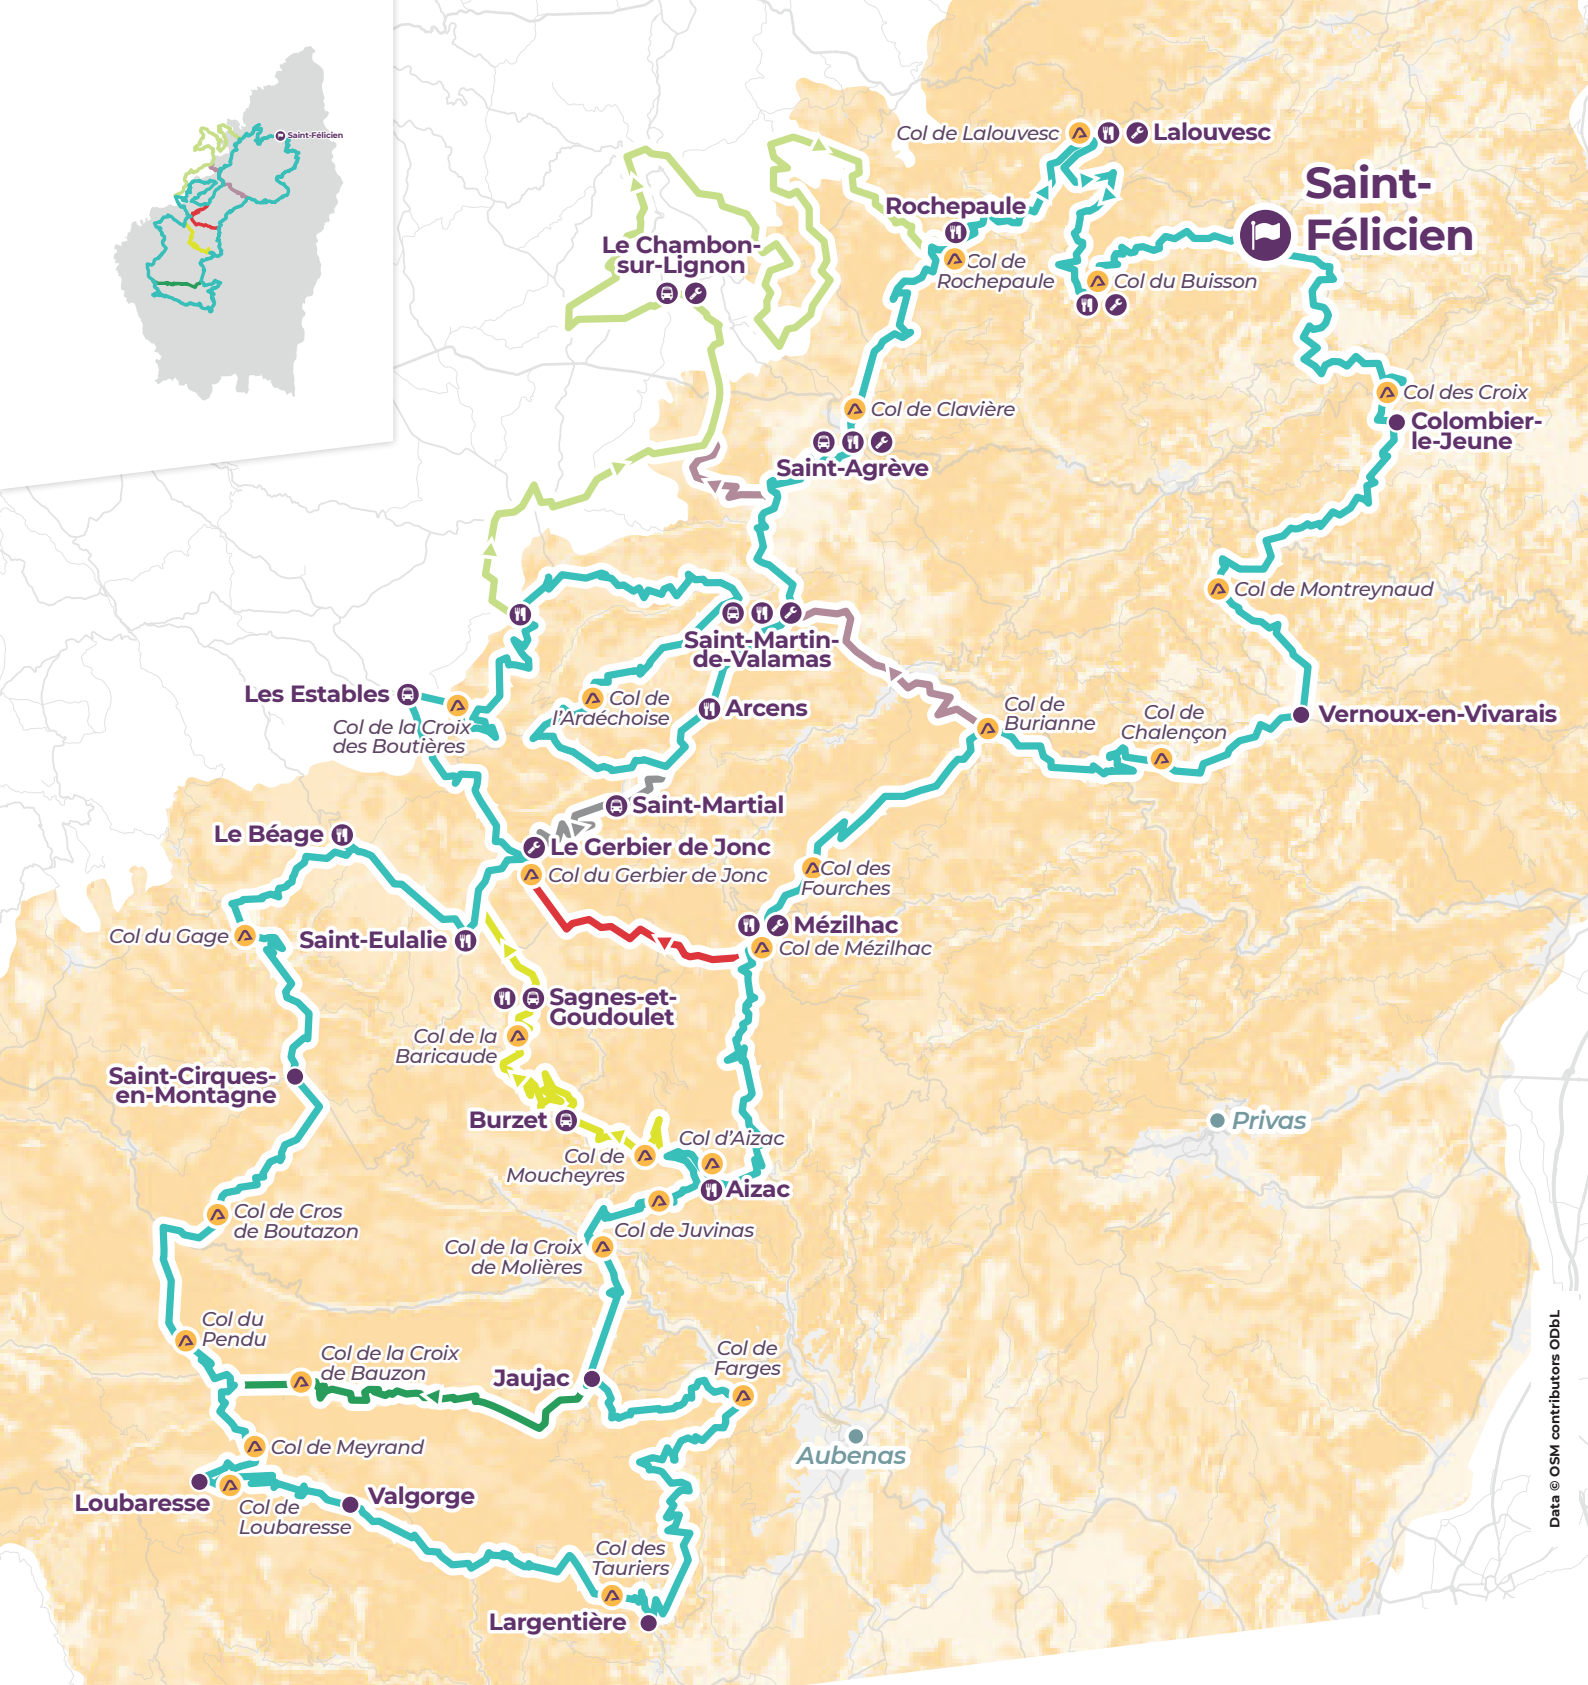 Saint-Félicien
Col de Lalouvesc
Lalouvesc
Saint-
Félicien
Rochepaule
Le Chambon-
sur-Lignon
Col de
Rochepaule
Col du Buisson
Col des Croix
Col de Clavière
Colombier-
le-Jeune
Saint-Agrève
Col de Montreynaud
Saint-Martin-
de-Valamas
Les Estables
Col de
l'Ardéchoise
Arcens
Col de
Burianne
Col de
Chalençon
Vernoux-en-Vivarais
Col de la Croix
des Boutières
Saint-Martial
Le Béage
Le Gerbier de Jonc
Col du Gerbier de Jonc
Col des
Fourches
Col du Gage
Saint-Eulalie
Mézilhac
Col de Mézilhac
Sagnes-et-
Goudoulet
Col de la
Baricaude
Saint-Cirques-
en-Montagne
Burzet
Privas
Col d'Aizac
Col de
Moucheyres
Aizac
Col de Cros
de Boutazon
Col de Juvinas
Col de la Croix
de Molières
Col du
Pendu
Col de la Croix
de Bauzon
Jaujac
Col de
Farges
Col de Meyrand
Aubenas
Loubaresse
Valgorge
Col de
Loubaresse
Col des
Tauriers
Largentière
Data © OSM contributors ODbL